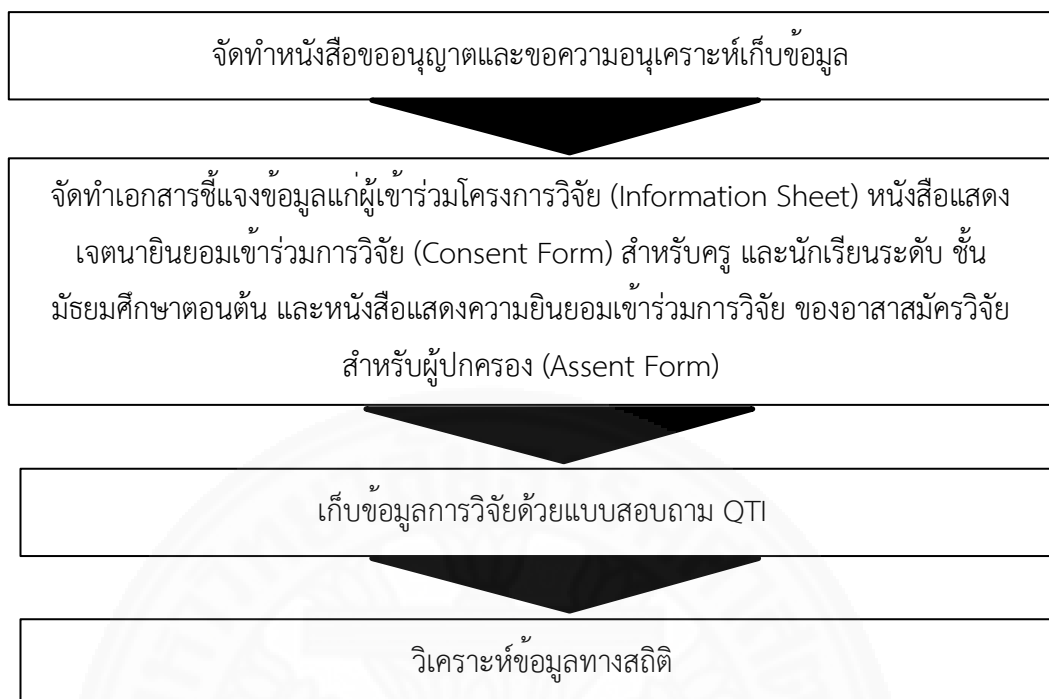 จัดทำหนังสือขออนุญาตและขอความอนุเคราะห์เก็บข้อมูล
จัดทำเอกสารชี้แจงข้อมูลแก่ผู้เข้าร่วมโครงการวิจัย (Information Sheet) หนังสือแสดง
เจตนายินยอมเข้าร่วมการวิจัย (Consent Form) สำหรับครู และนักเรียนระดับ ชั้น
มัธยมศึกษาตอนต้น และหนังสือแสดงความยินยอมเข้าร่วมการวิจัย ของอาสาสมัครวิจัย
สำหรับผู้ปกครอง (Assent Form)
เก็บข้อมูลการวิจัยด้วยแบบสอบถาม QTI
วิเคราะห์ข้อมูลทางสถิติ